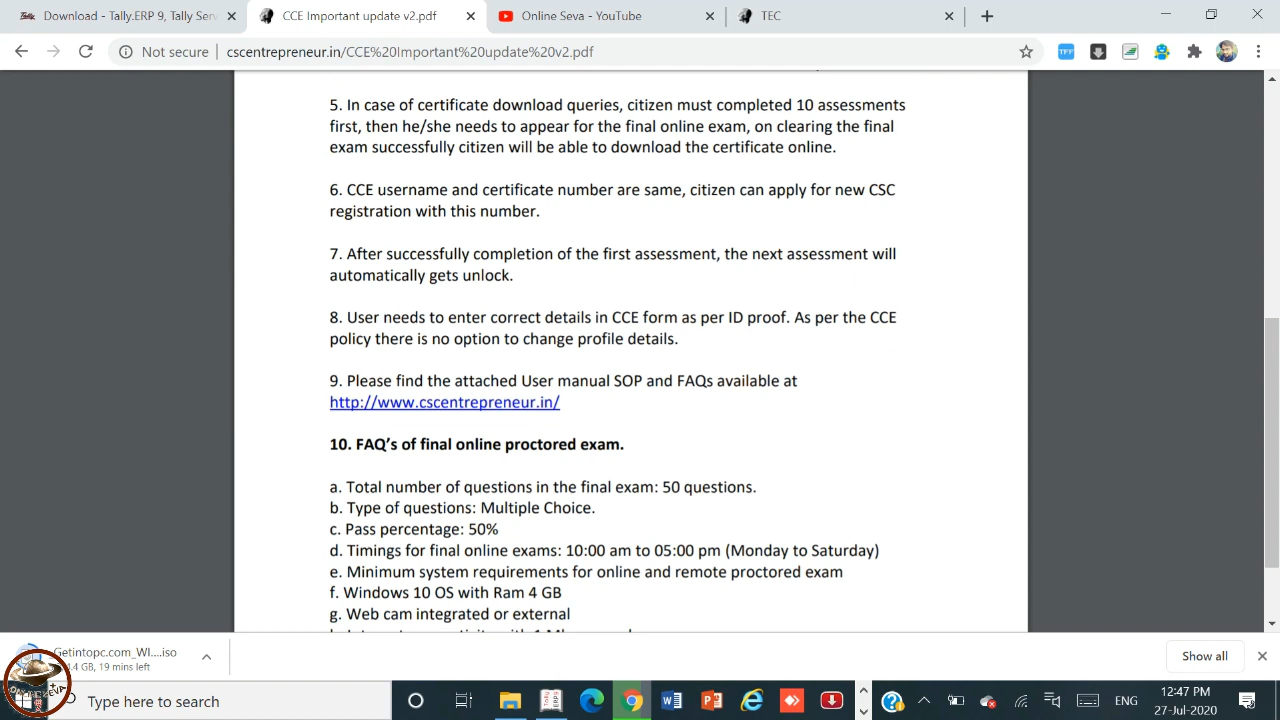 Download - Tally.ERP 9, Tally Serv
CCE Important update v2.pdf
Online Seva - YouTube
TEC
Not secure
cscentrepreneur.in/CCE%20Important%20update%20v2.pdf
TFF
5. In case of certificate download queries, citizen must completed 10 assessments
first, then he/she needs to appear for the final online exam, on clearing the final
exam successfully citizen will be able to download the certificate online.
6. CCE username and certificate number are same, citizen can apply for new CSC
registration with this number.
7. After successfully completion of the first assessment, the next assessment will
automatically gets unlock.
8. User needs to enter correct details in CCE form as per ID proof. As per the CCE
policy there is no option to change profile details.
9. Please find the attached User manual SOP and FAQs available at
http://www.cscentrepreneur.in/
10. FAQ’s of final online proctored exam.
a. Total number of questions in the final exam: 50 questions.
b. Type of questions: Multiple Choice.
c. Pass percentage: 50%
d. Timings for final online exams: 10:00 am to 05:00 pm (Monday to Saturday)
e. Minimum system requirements for online and remote proctored exam
f. Windows 10 OS with Ram 4 GB
g. Web cam integrated or external
Getintopc.com_WI....iso
4 GB, 19 mins left
Show all
Type here to search
ENG
12:47 PM
27-Jul-2020